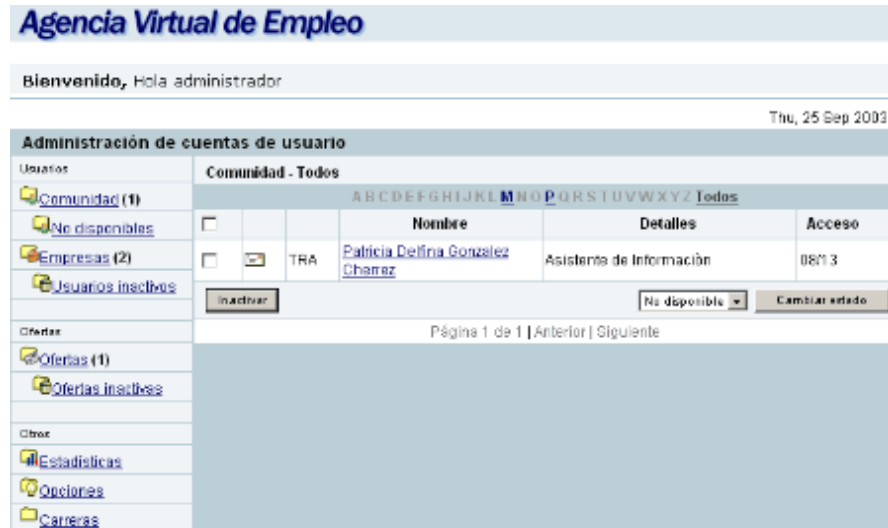 Agencia Virtual de Empleo
Bienvenido, Hola administrador
Thu, 25 Sep 2003
Administración de cuentas de usuario
Usuarios
Comunidad (1)
No disponibles
Empresas (2)
Usuarios inactivos
Ofertas
Ofertas (1)
Ofertas inactivas
Otros
Estadísticas
Opciones
Carreras
Comunidad - Todos
A B C D E F G H I J K L M N O P Q R S T U V W X Y Z Todos
Nombre Detalles Acceso
TRA Patricia Delfina Gonzalez Cherrez Asistente de Información 08/13
Inactivar No disponible Cambiar estado
Página 1 de 1 | Anterior | Siguiente